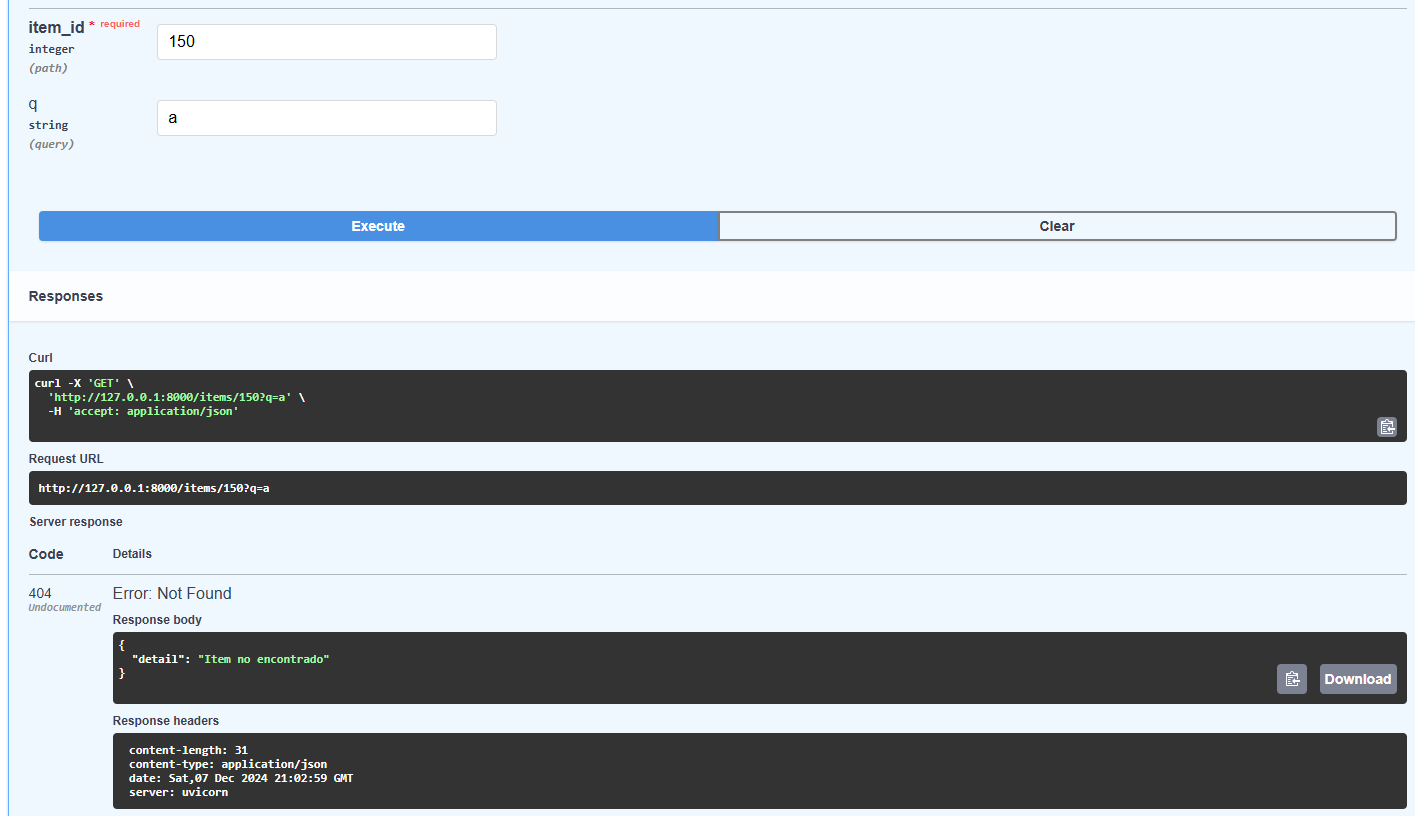 item_id * required
integer
(path)
150
q
string
(query)
a
Execute
Clear
Responses
Curl
curl -X 'GET' \
  'http://127.0.0.1:8000/items/150?q=a' \
  -H 'accept: application/json'
Request URL
http://127.0.0.1:8000/items/150?q=a
Server response
Code Details
404
Undocumented
Error: Not Found
Response body
{
  "detail": "Item no encontrado"
}
Download
Response headers
content-length: 31
content-type: application/json
date: Sat,07 Dec 2024 21:02:59 GMT
server: uvicorn